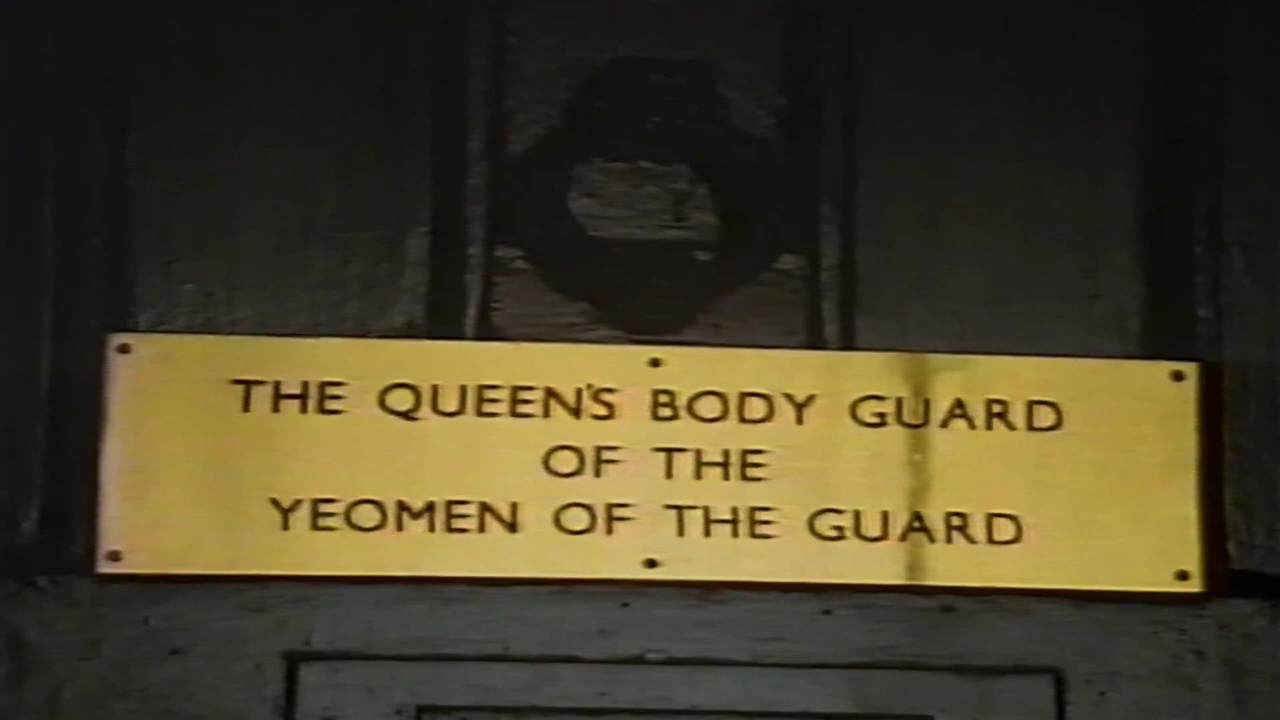 THE QUEEN'S BODY GUARD
OF THE
YEOMEN OF THE GUARD